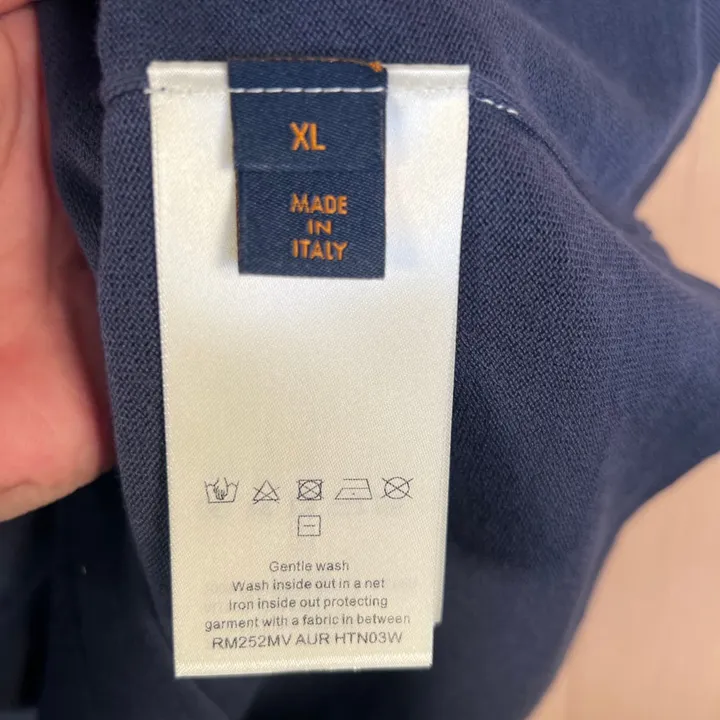 XL
MADE
IN
ITALY
Gentle wash
Wash inside out in a net
Iron inside out protecting
garment with a fabric in between
RM252MV AUR HTN03W